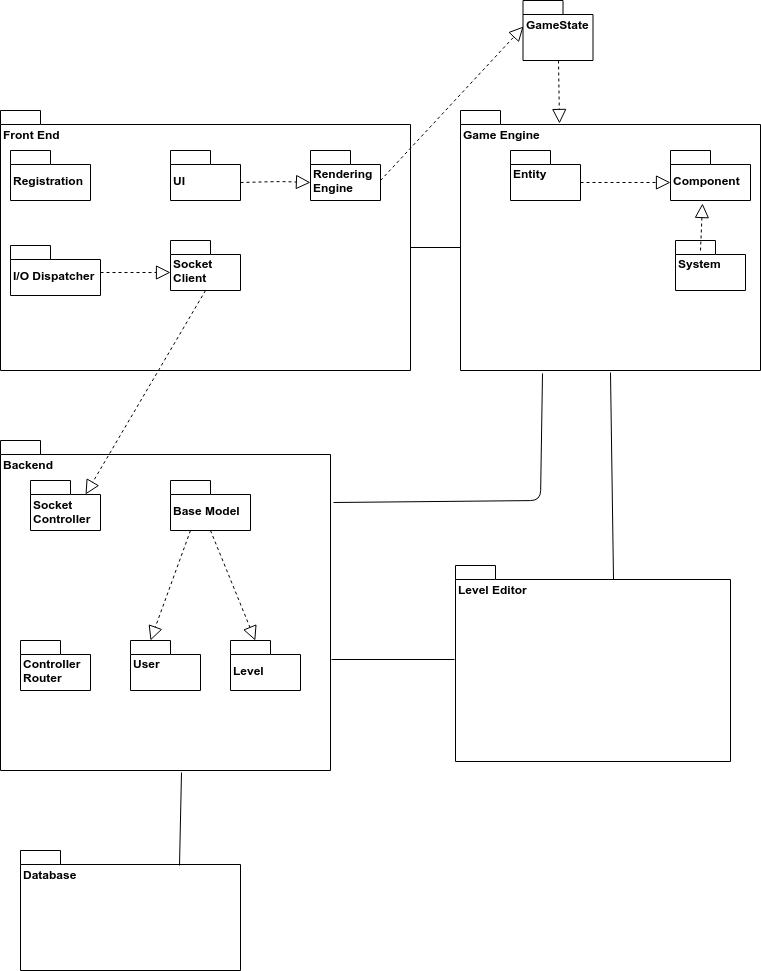 GameState
Front End
Game Engine
Registration
UI
Rendering
Engine
Entity
Component
I/O Dispatcher
Socket
Client
System
Backend
Socket
Controller
Base Model
Level Editor
Controller
Router
User
Level
Database